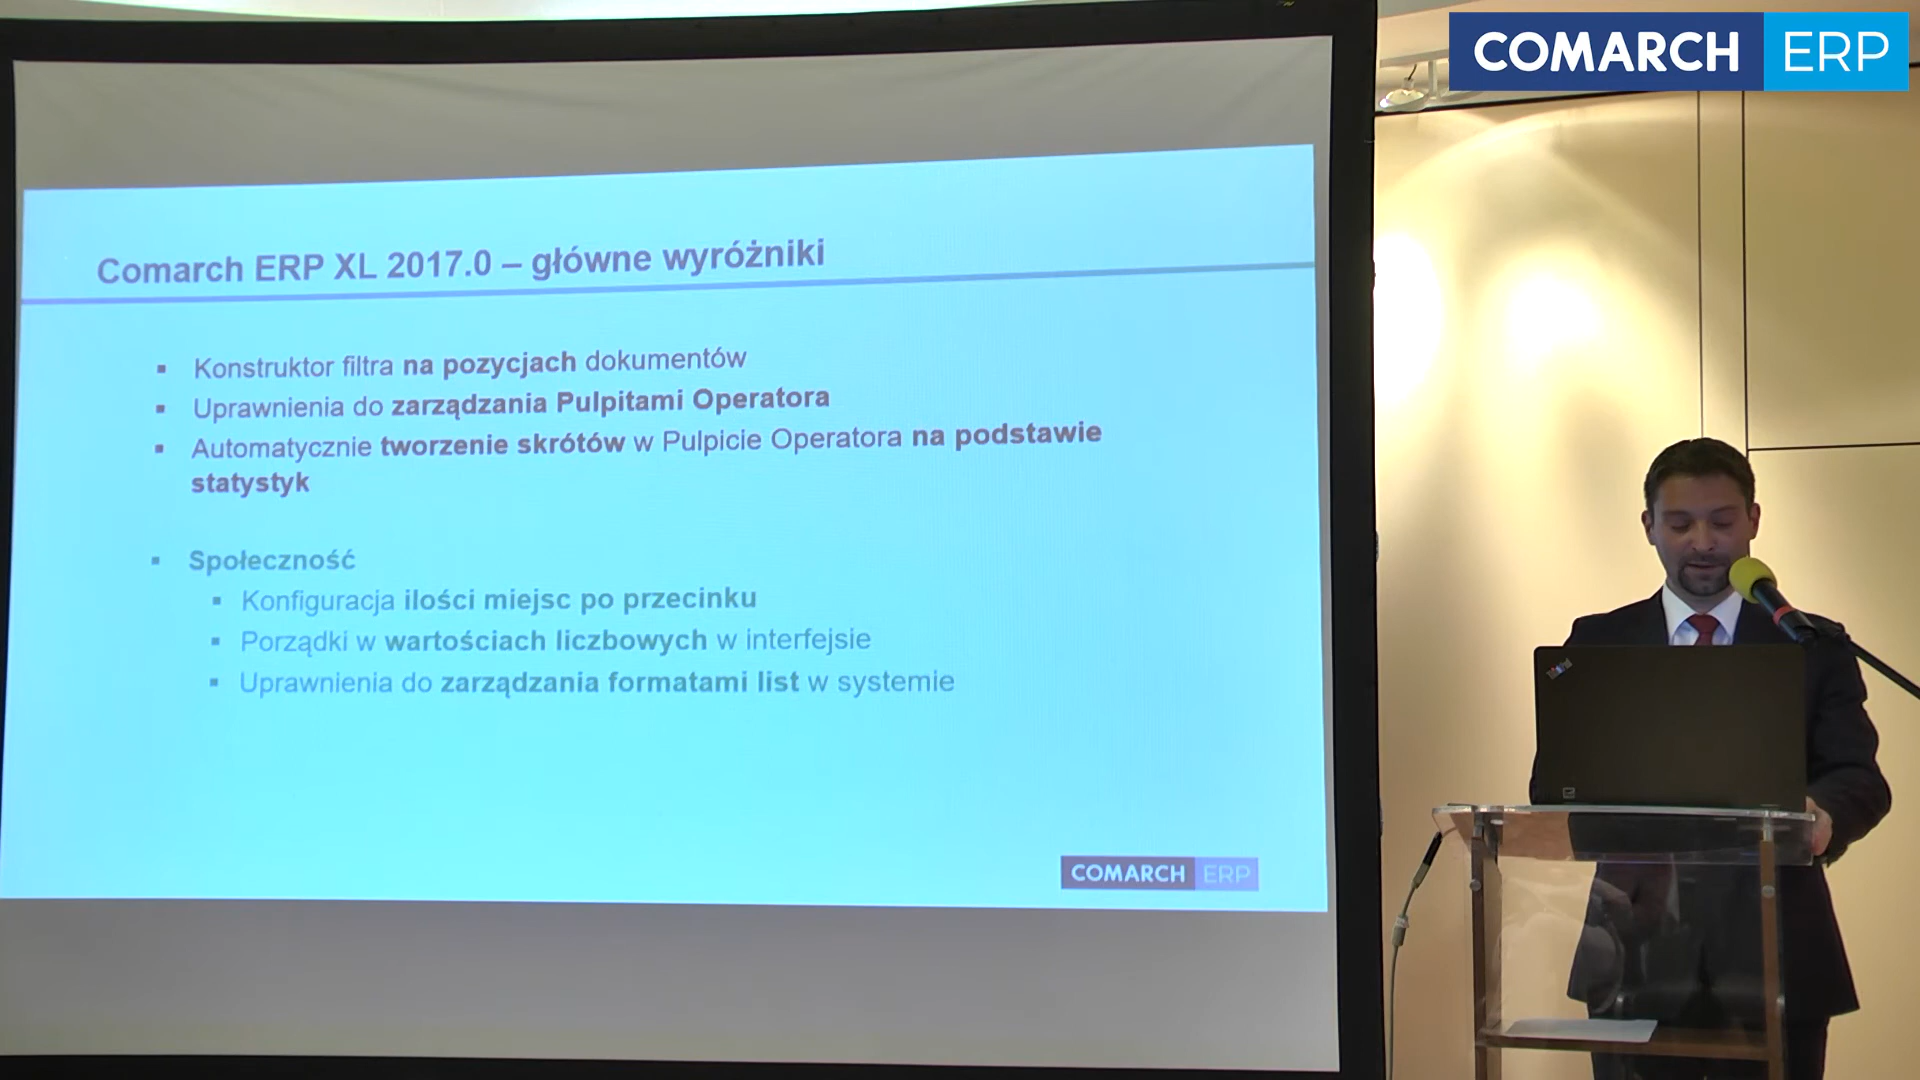 COMARCH ERP
Comarch ERP XL 2017.0 – główne wyróżniki
▪ Konstruktor filtra na pozycjach dokumentów
▪ Uprawnienia do zarządzania Pulpitami Operatora
▪ Automatycznie tworzenie skrótów w Pulpicie Operatora na podstawie
statystyk
▪ Społeczność
▪ Konfiguracja ilości miejsc po przecinku
▪ Porządki w wartościach liczbowych w interfejsie
▪ Uprawnienia do zarządzania formatami list w systemie
COMARCH ERP